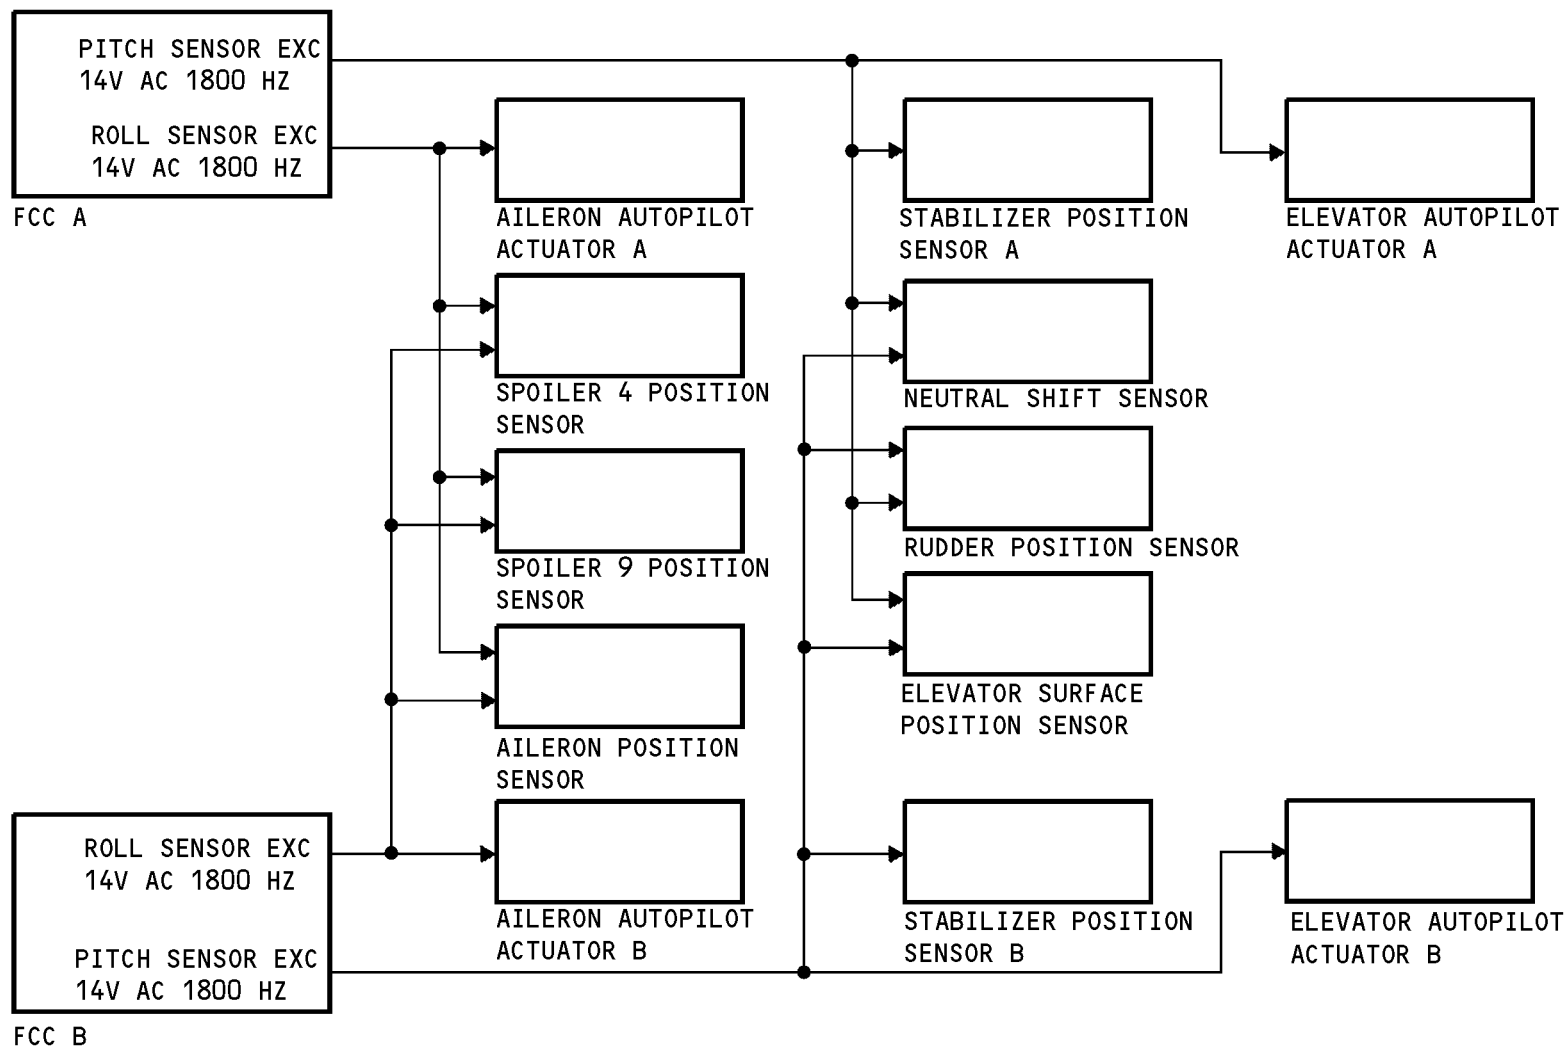 PITCH SENSOR EXC
14V AC 1800 HZ
ROLL SENSOR EXC
14V AC 1800 HZ
FCC A
AILERON AUTOPILOT
ACTUATOR A
SPOILER 4 POSITION
SENSOR
SPOILER 9 POSITION
SENSOR
AILERON POSITION
SENSOR
AILERON AUTOPILOT
ACTUATOR B
STABILIZER POSITION
SENSOR A
NEUTRAL SHIFT SENSOR
RUDDER POSITION SENSOR
ELEVATOR SURFACE
POSITION SENSOR
STABILIZER POSITION
SENSOR B
ELEVATOR AUTOPILOT
ACTUATOR A
ELEVATOR AUTOPILOT
ACTUATOR B
ROLL SENSOR EXC
14V AC 1800 HZ
PITCH SENSOR EXC
14V AC 1800 HZ
FCC B